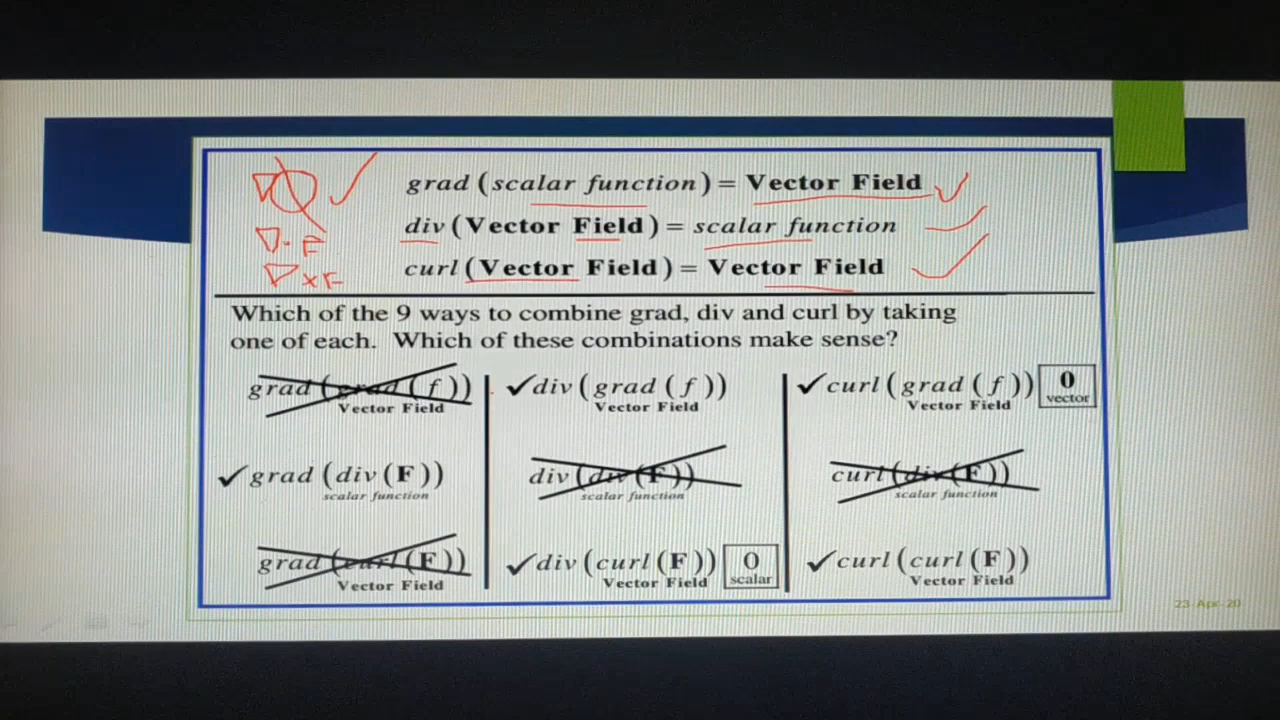 ∇φ grad (scalar function) = Vector Field
∇·F div (Vector Field) = scalar function
∇×F curl (Vector Field) = Vector Field
Which of the 9 ways to combine grad, div and curl by taking
one of each. Which of these combinations make sense?
grad (grad (f)) ✓div (grad (f)) ✓curl (grad (f)) 0
Vector Field Vector Field Vector Field vector
✓grad (div (F)) div (div (F)) curl (div (F))
scalar function scalar function scalar function
grad (curl (F)) ✓div (curl (F)) 0 ✓curl (curl (F))
Vector Field Vector Field scalar Vector Field
23-Apr-20